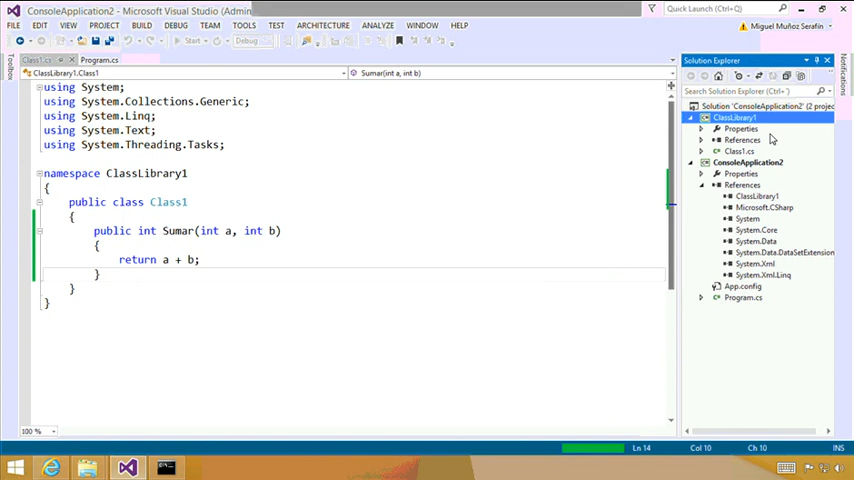 ConsoleApplication2 - Microsoft Visual Studio (Admin
Quick Launch (Ctrl+Q)
FILE EDIT VIEW PROJECT BUILD DEBUG TEAM TOOLS TEST ARCHITECTURE ANALYZE WINDOW HELP
Miguel Muñoz Serafín
Start Debug
Class1.cs Program.cs
Solution Explorer
Toolbox
Notifications
ClassLibrary1.Class1 Sumar(int a, int b)
using System;
using System.Collections.Generic;
using System.Linq;
using System.Text;
using System.Threading.Tasks;
namespace ClassLibrary1
{
public class Class1
{
public int Sumar(int a, int b)
{
return a + b;
}
}
}
Search Solution Explorer (Ctrl+')
Solution 'ConsoleApplication2' (2 projec
ClassLibrary1
Properties
References
Class1.cs
ConsoleApplication2
Properties
References
ClassLibrary1
Microsoft.CSharp
System
System.Core
System.Data
System.Data.DataSetExtension
System.Xml
System.Xml.Linq
App.config
Program.cs
100 %
Ln 14 Col 10 Ch 10 INS